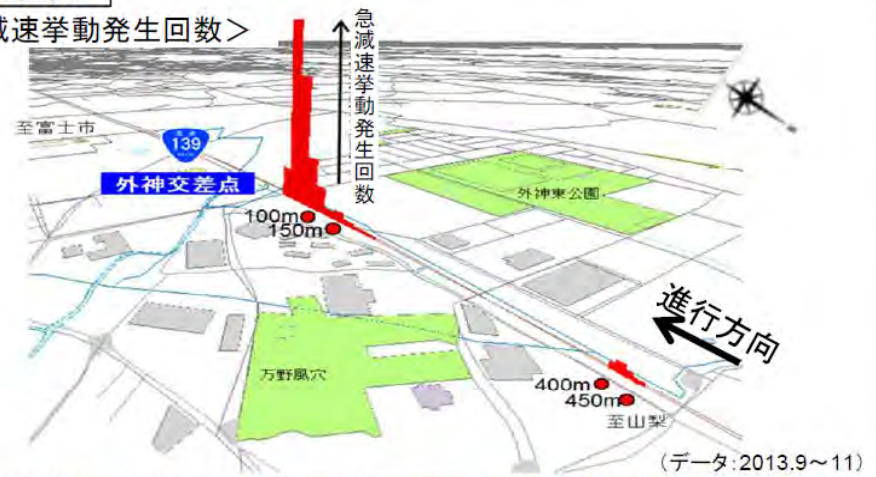 減速挙動発生回数＞
急減速挙動発生回数
至富士市
139
外神交差点
外神東公園
100m
150m
進行方向
万野風穴
400m
450m
至山梨
(データ:2013.9～11)